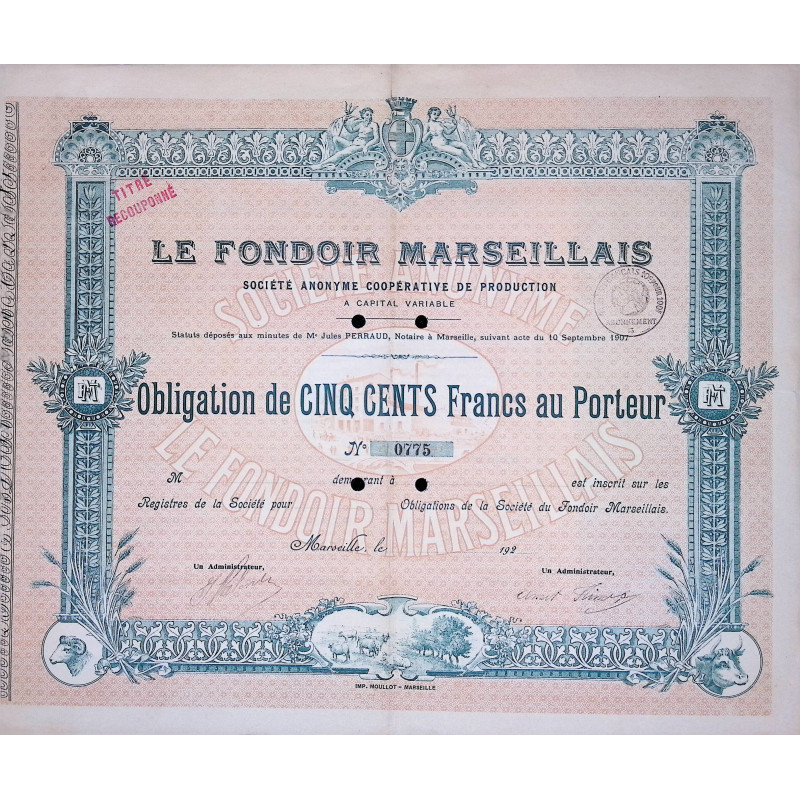 TITRE
RECOUPONNÉ
LE FONDOIR MARSEILLAIS
SOCIÉTÉ ANONYME COOPÉRATIVE DE PRODUCTION
A CAPITAL VARIABLE
SOCIÉTÉ ANONYME
ABONNEMENT
Statuts déposés aux minutes de Me Jules PERRAUD, Notaire à Marseille, suivant acte du 10 Septembre 1907
Obligation de CINQ CENTS Francs au Porteur
No 0775
LE FONDOIR MARSEILLAIS
M demeurant à est inscrit sur les
Registres de la Société pour Obligations de la Société du Fondoir Marseillais.
Marseille, le 192
Un Administrateur, Un Administrateur,
IMP. MOULLOT - MARSEILLE